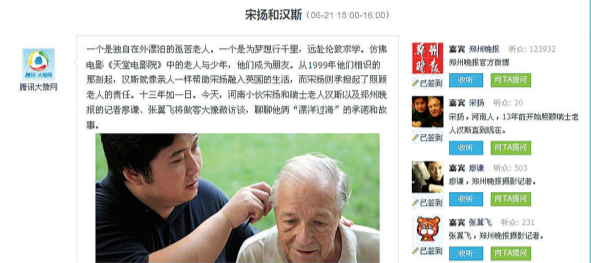 宋扬和汉斯 (06-21 15:00-16:00)
腾讯·大豫网
腾讯大豫网
一个是独自在外漂泊的孤苦老人，一个是为梦想行千里，远赴伦敦求学。仿佛
电影《天堂电影院》中的老人与少年，他们成为朋友。从1999年他们相识的
那刻起，汉斯就像亲人一样帮助宋扬融入英国的生活，而宋扬则承担起了照顾
老人的责任。十三年如一日。今天，河南小伙宋扬和瑞士老人汉斯以及郑州晚
报的记者廖谦、张翼飞将做客大豫微访谈，聊聊他俩“漂洋过海”的承诺和故
事。
郑州
晚报
嘉宾 郑州晚报 听众: 123932
郑州晚报官方微博
已签到
收听 向TA提问
嘉宾 宋扬 听众: 20
宋扬，河南人，13年前开始照顾瑞士老
人汉斯直到现在。
已签到
收听 向TA提问
嘉宾 廖谦 听众: 503
廖谦，郑州晚报摄影记者。
已签到
收听 向TA提问
嘉宾 张翼飞 听众: 231
张翼飞，郑州晚报摄影记者。
已签到
收听 向TA提问